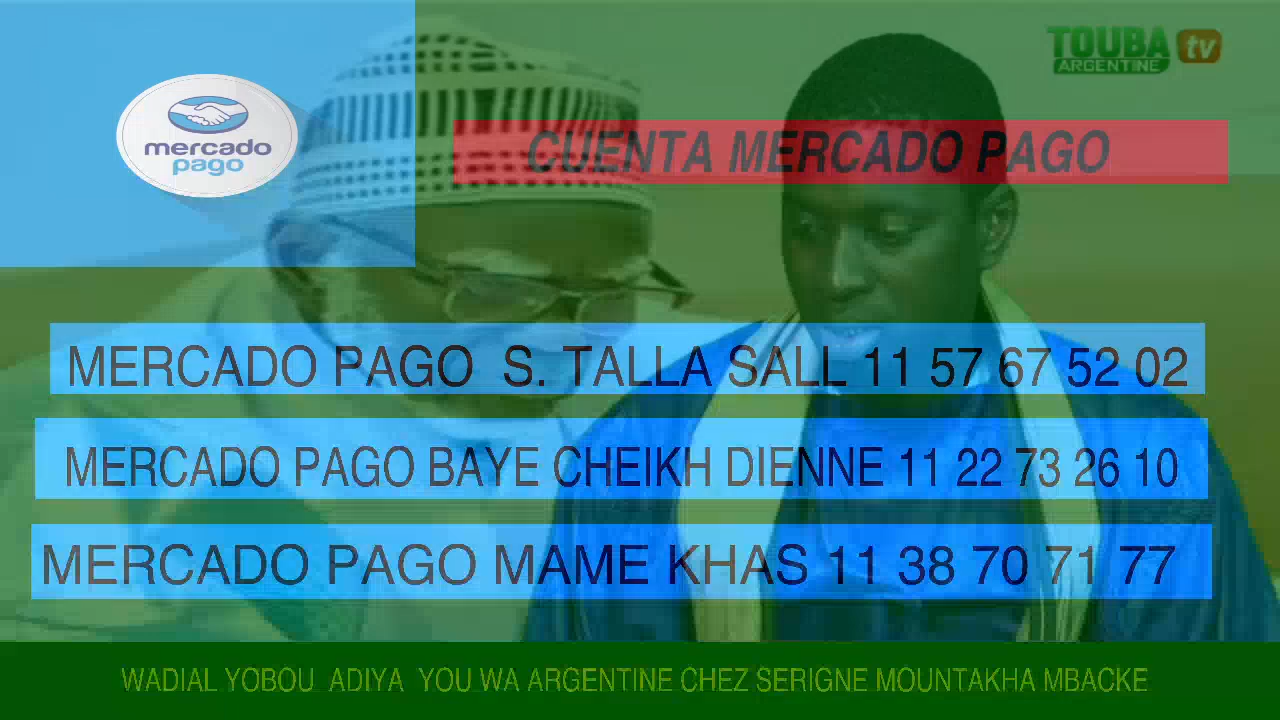 TOUBA tv
ARGENTINE
mercado
pago
CUENTA MERCADO PAGO
MERCADO PAGO S. TALLA SALL 11 57 67 52 02
MERCADO PAGO BAYE CHEIKH DIENNE 11 22 73 26 10
MERCADO PAGO MAME KHAS 11 38 70 71 77
WADIAL YOBOU ADIYA YOU WA ARGENTINE CHEZ SERIGNE MOUNTAKHA MBACKE